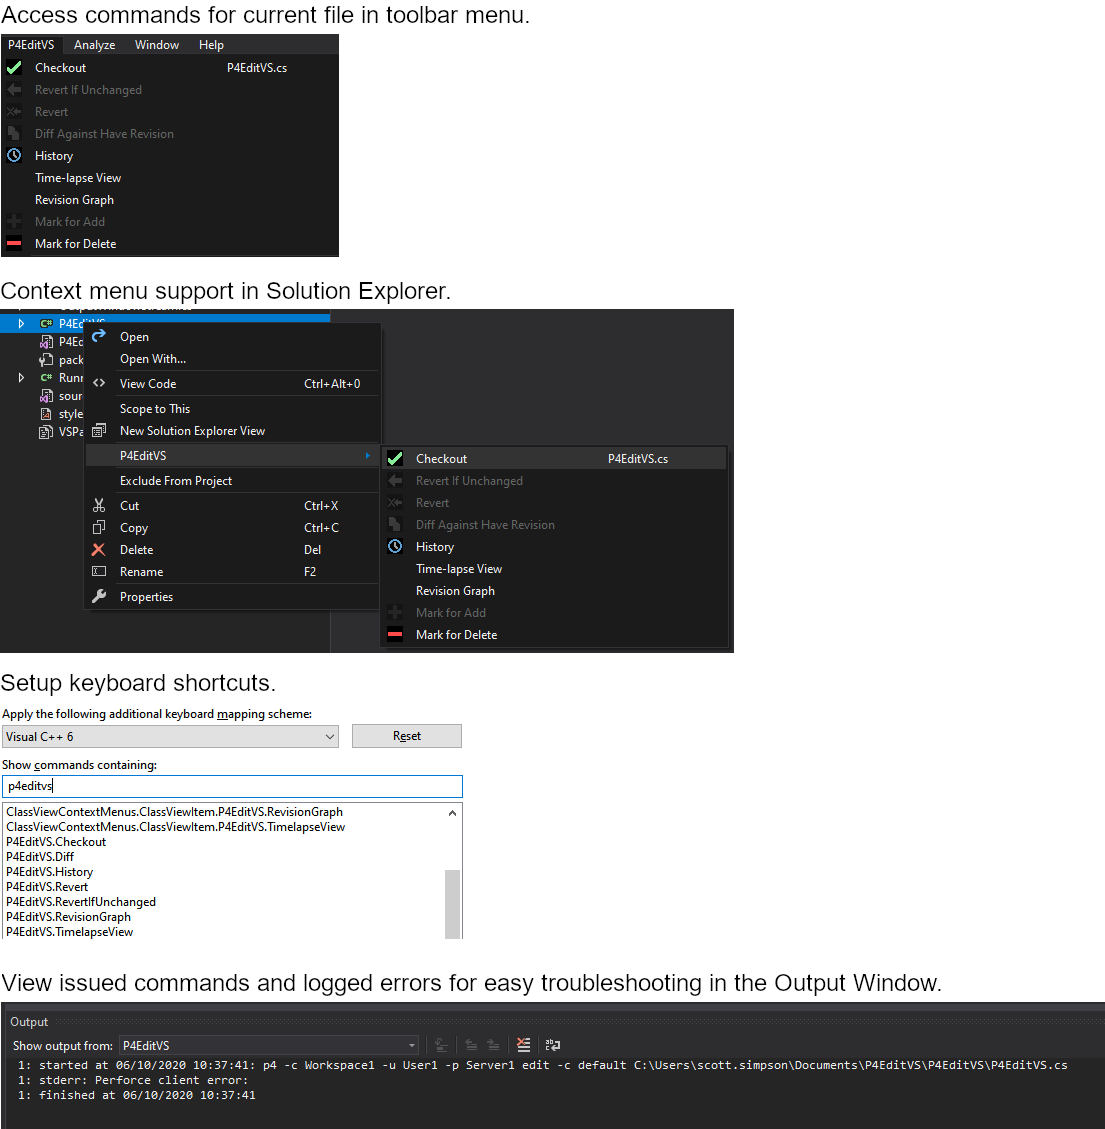 Access commands for current file in toolbar menu.
P4EditVS Analyze Window Help
Checkout P4EditVS.cs
Revert If Unchanged
Revert
Diff Against Have Revision
History
Time-lapse View
Revision Graph
Mark for Add
Mark for Delete
Context menu support in Solution Explorer.
P4Ed
P4Ed
pack
Runn
sour
style
VSPa
Open
Open With...
View Code Ctrl+Alt+0
Scope to This
New Solution Explorer View
P4EditVS
Exclude From Project
Cut Ctrl+X
Copy Ctrl+C
Delete Del
Rename F2
Properties
Checkout P4EditVS.cs
Revert If Unchanged
Revert
Diff Against Have Revision
History
Time-lapse View
Revision Graph
Mark for Add
Mark for Delete
Setup keyboard shortcuts.
Apply the following additional keyboard mapping scheme:
Visual C++ 6 Reset
Show commands containing:
p4editvs
ClassViewContextMenus.ClassViewItem.P4EditVS.RevisionGraph
ClassViewContextMenus.ClassViewItem.P4EditVS.TimelapseView
P4EditVS.Checkout
P4EditVS.Diff
P4EditVS.History
P4EditVS.Revert
P4EditVS.RevertIfUnchanged
P4EditVS.RevisionGraph
P4EditVS.TimelapseView
View issued commands and logged errors for easy troubleshooting in the Output Window.
Output
Show output from: P4EditVS
1: started at 06/10/2020 10:37:41: p4 -c Workspace1 -u User1 -p Server1 edit -c default C:\Users\scott.simpson\Documents\P4EditVS\P4EditVS\P4EditVS.cs
1: stderr: Perforce client error:
1: finished at 06/10/2020 10:37:41